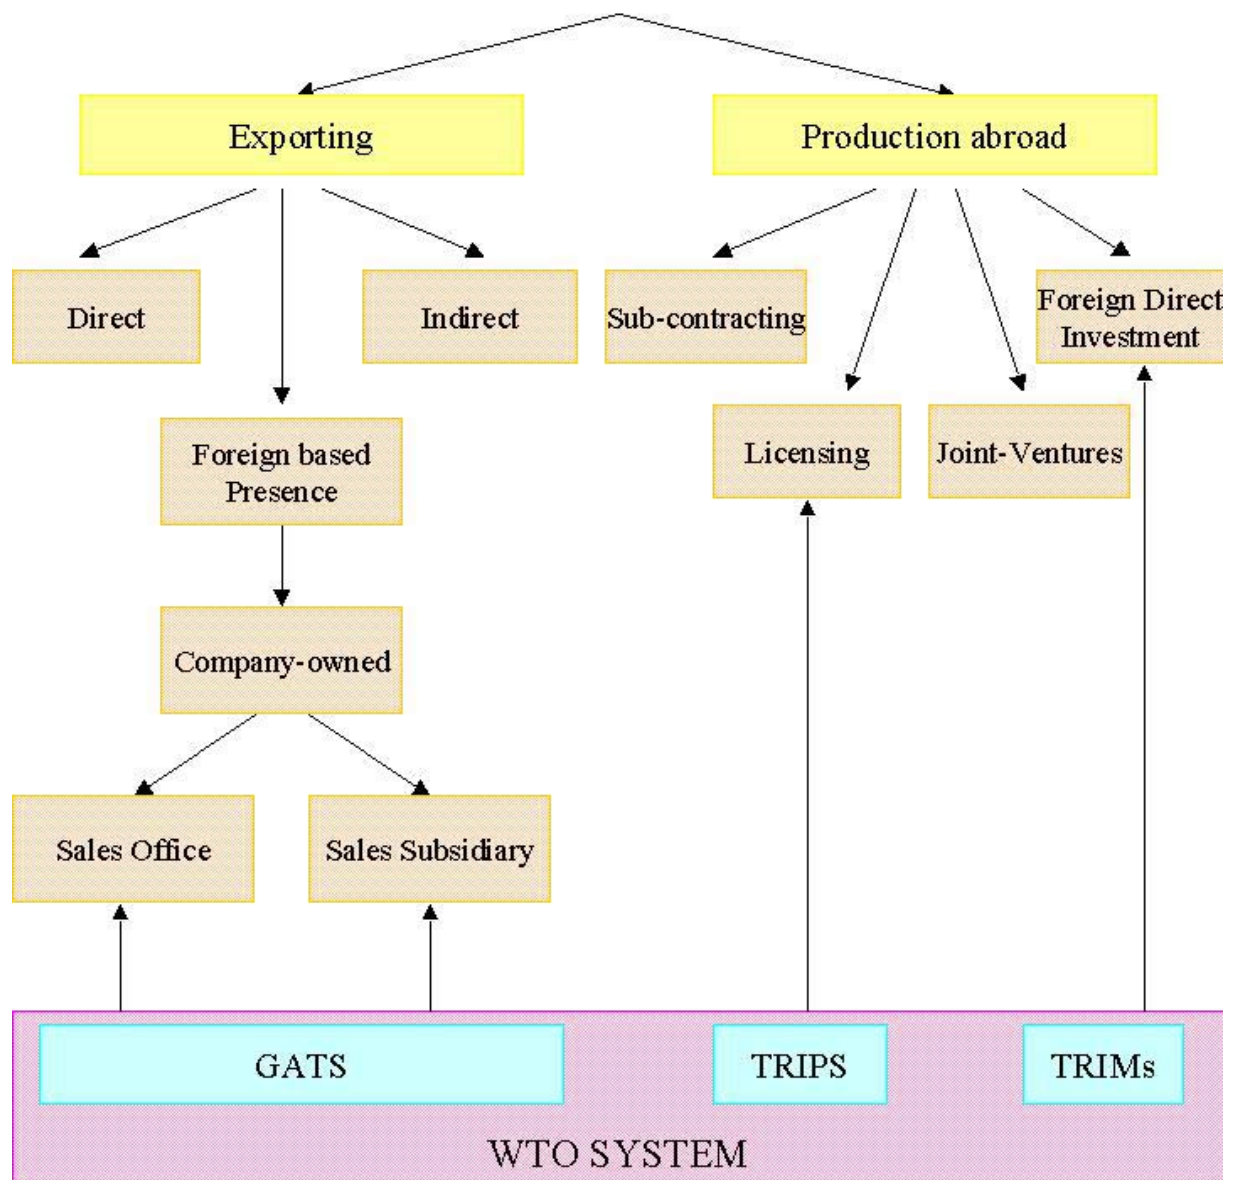 Exporting
Production abroad
Direct
Indirect
Sub-contracting
Foreign Direct
Investment
Foreign based
Presence
Licensing
Joint-Ventures
Company-owned
Sales Office
Sales Subsidiary
GATS
TRIPS
TRIMs
WTO SYSTEM